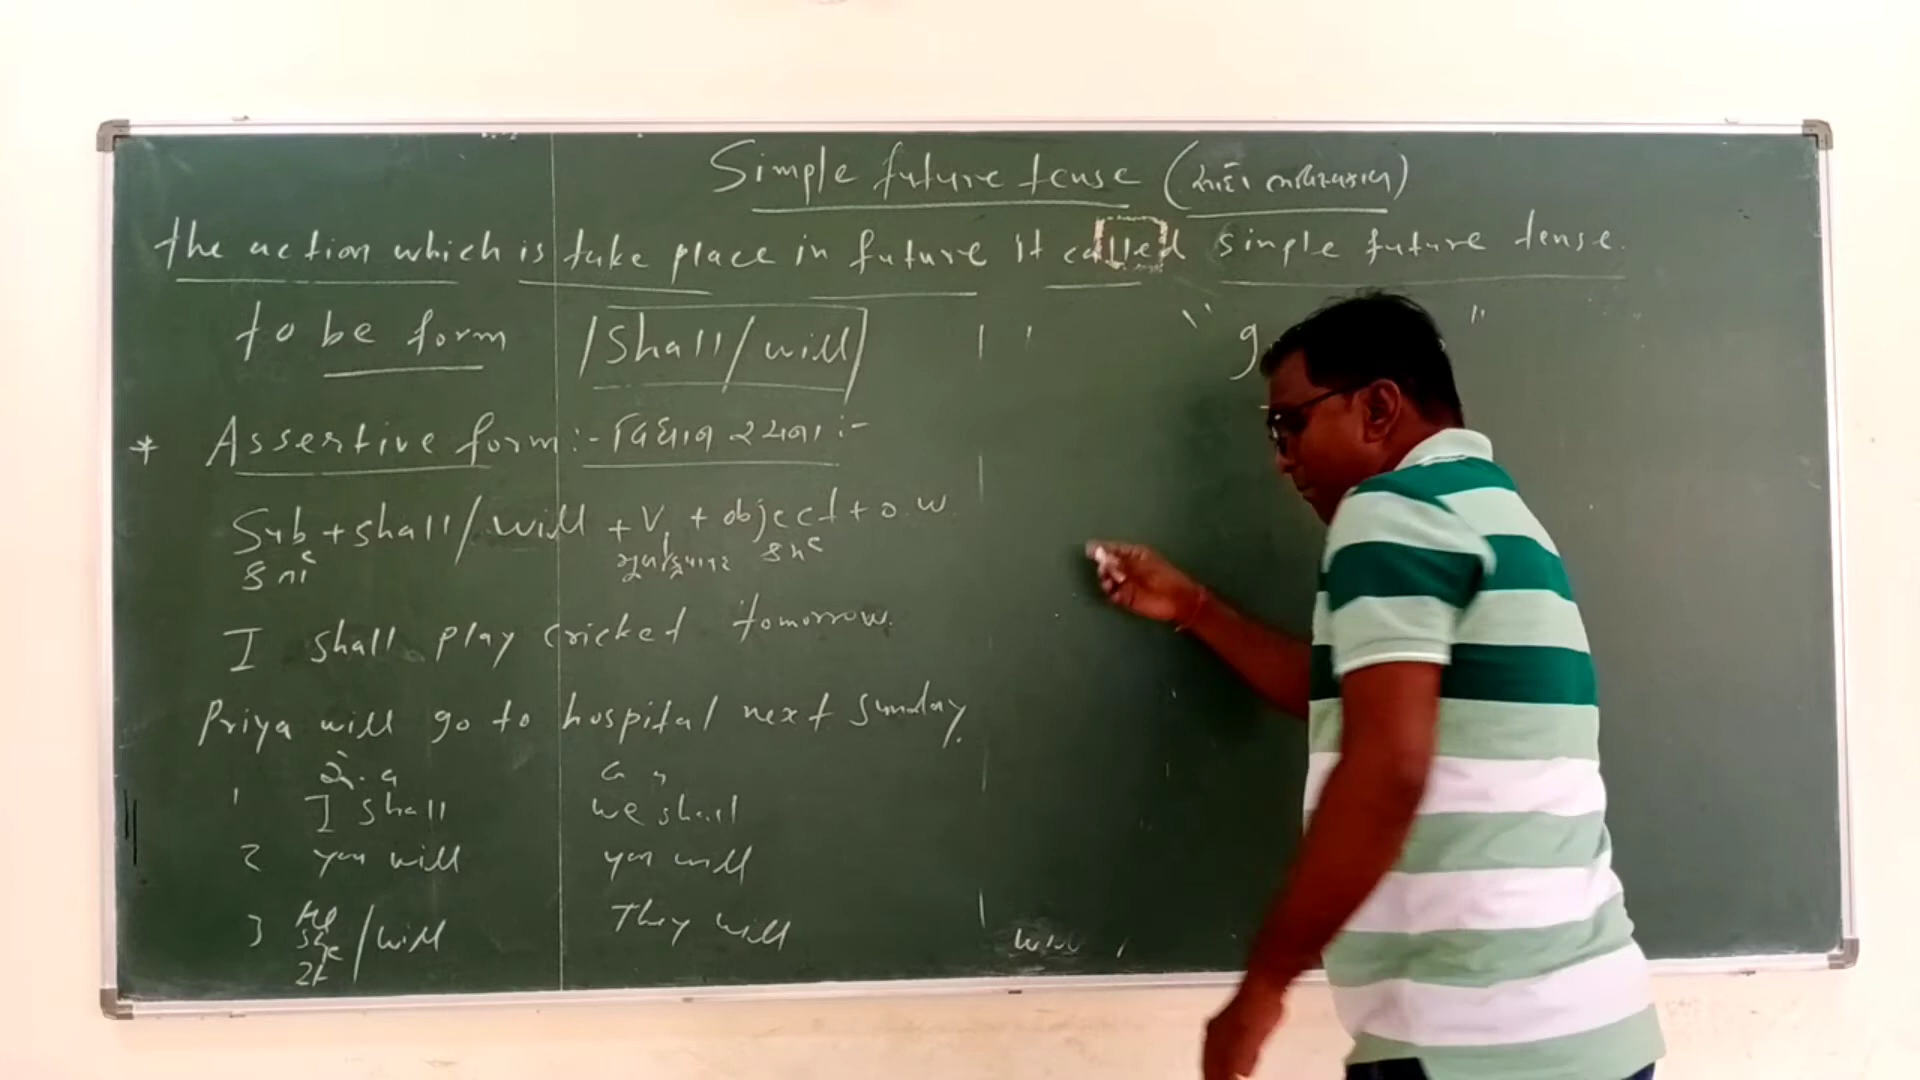 Simple future tense (સાદો ભવિષ્યકાળ)
the action which is take place in future it called simple future tense.
to be form /Shall/will/
* Assertive form :- વિધાન રચના :-
Sub + shall/will + V1 + object + o.w.
કર્તા મુળક્રિયાપદ કર્મ
I shall play cricket tomorrow.
Priya will go to hospital next Sunday.
એ.વ
1 I shall we shall
2 you will you will
3 He
She /will They will
It
will